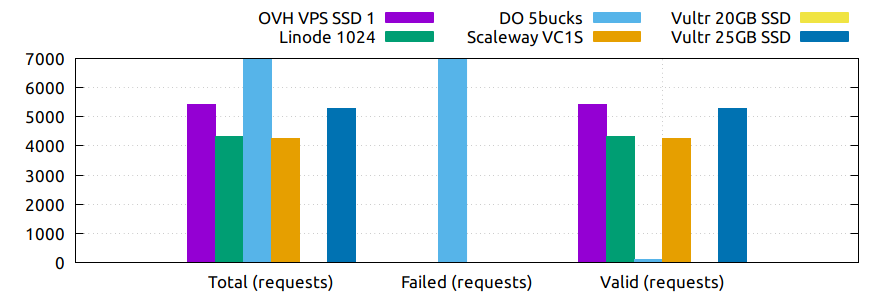 OVH VPS SSD 1 DO 5bucks Vultr 20GB SSD
Linode 1024 Scaleway VC1S Vultr 25GB SSD
7000
6000
5000
4000
3000
2000
1000
0
Total (requests) Failed (requests) Valid (requests)